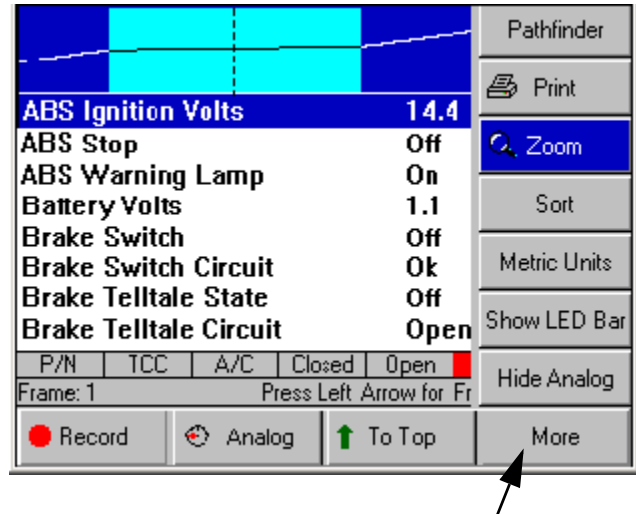 Pathfinder
Print
ABS Ignition Volts 14.4
ABS Stop Off
Zoom
ABS Warning Lamp On
Battery Volts 1.1
Sort
Brake Switch Off
Brake Switch Circuit Ok
Metric Units
Brake Telltale State Off
Brake Telltale Circuit Open
Show LED Bar
P/N TCC A/C Closed Open
Hide Analog
Frame: 1 Press Left Arrow for Fr
Record Analog To Top More